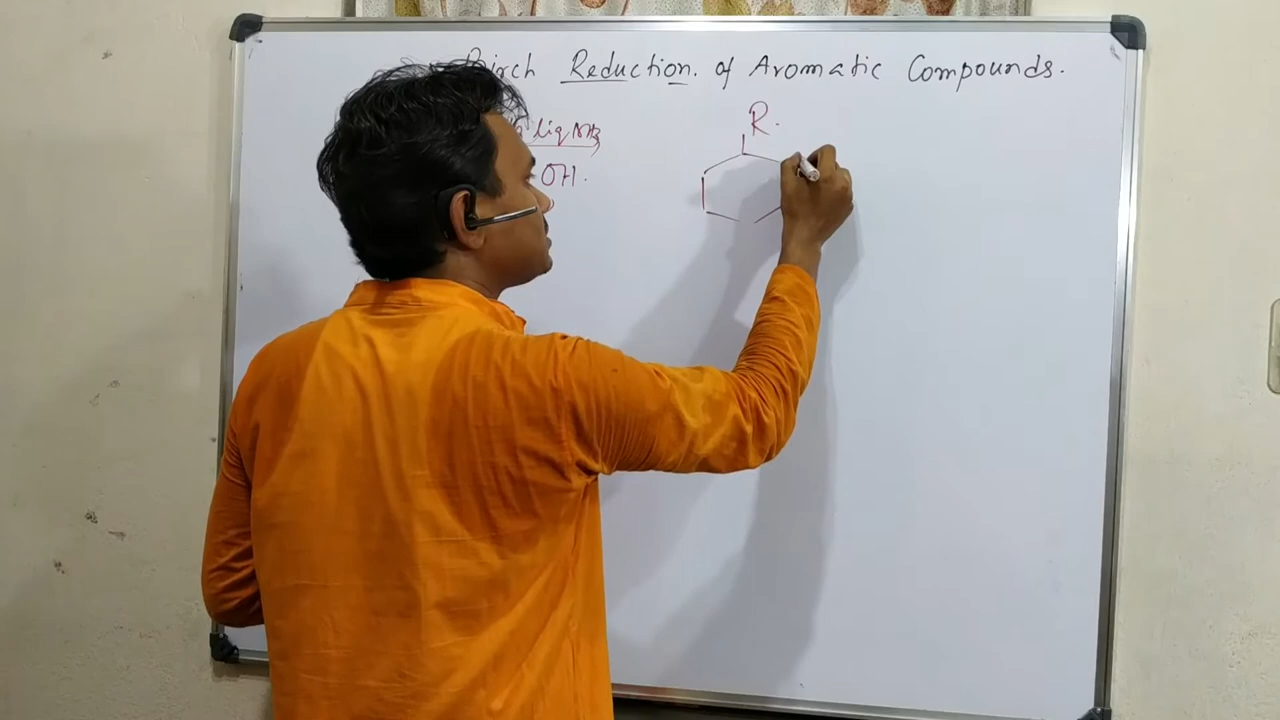 Birch Reduction. of Aromatic Compounds.
R.
liq NH3
OH.